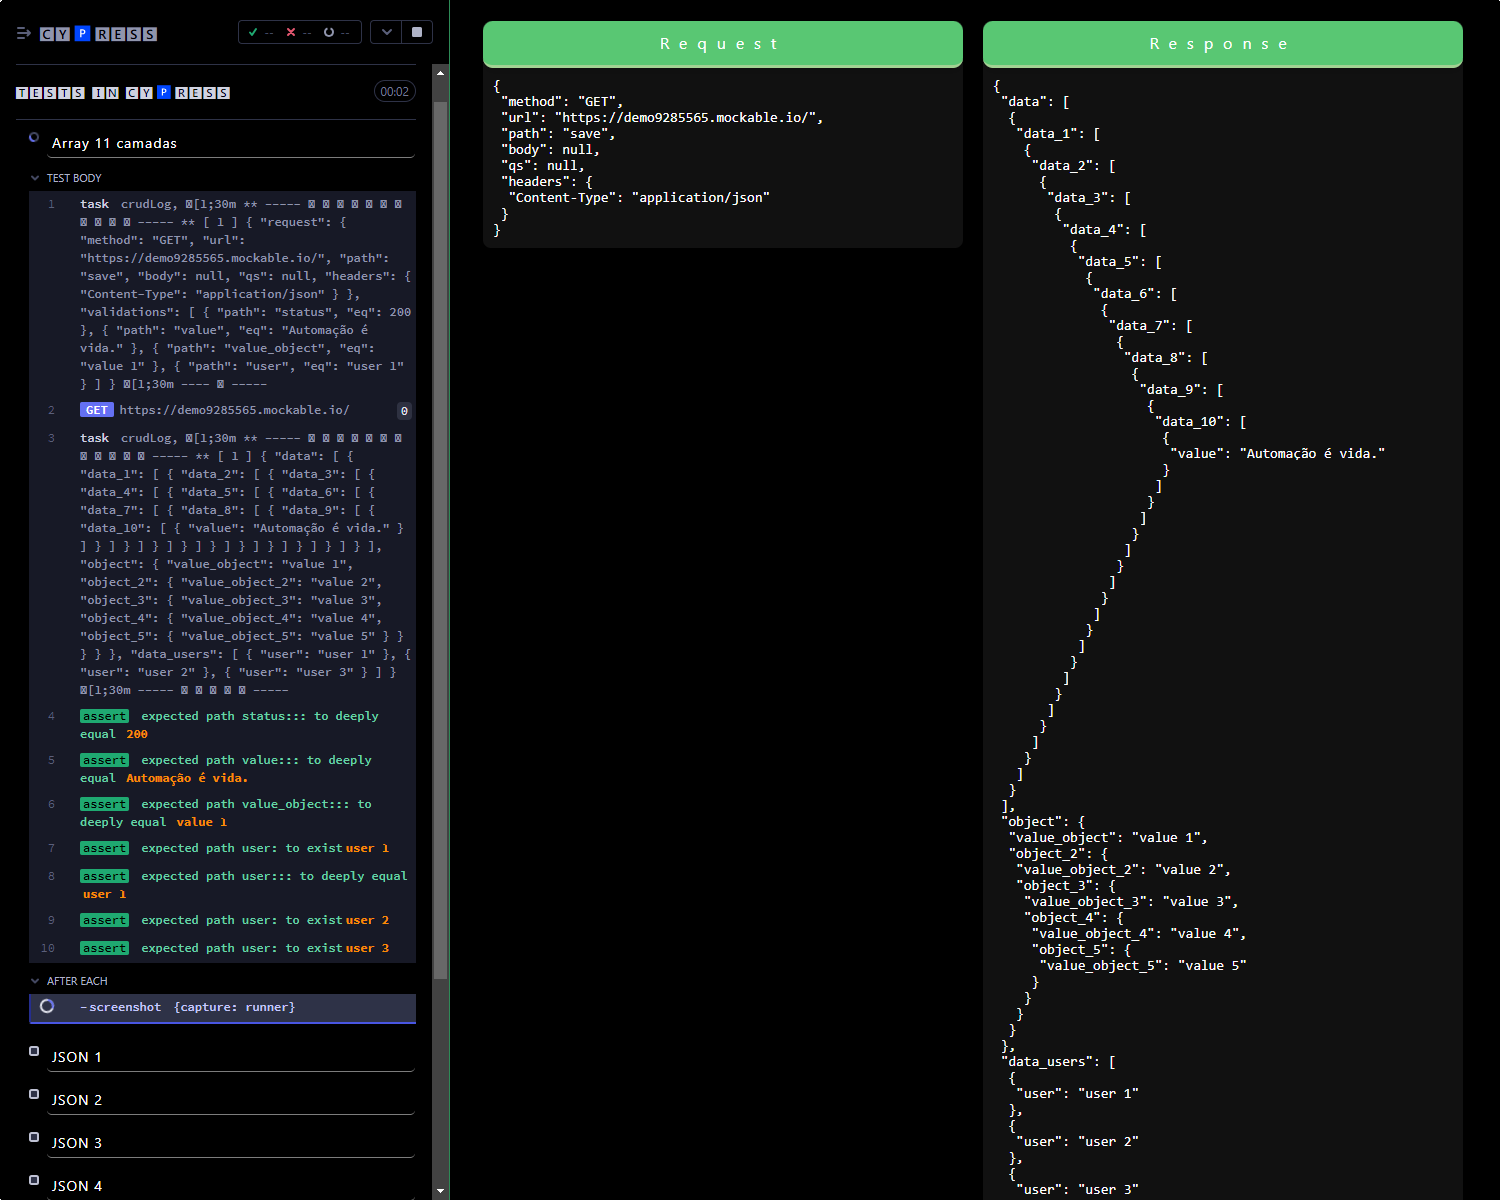 CYPRESS
-- -- --
TESTS IN CYPRESS
00:02
Array 11 camadas
TEST BODY
1 task crudLog, [1;30m ** -----
----- ** [ 1 ] { "request": {
"method": "GET", "url":
"https://demo9285565.mockable.io/", "path":
"save", "body": null, "qs": null, "headers": {
"Content-Type": "application/json" } },
"validations": [ { "path": "status", "eq": 200
}, { "path": "value", "eq": "Automação é
vida." }, { "path": "value_object", "eq":
"value 1" }, { "path": "user", "eq": "user 1"
} ] } [1;30m ---- -----
2 GET https://demo9285565.mockable.io/ 0
3 task crudLog, [1;30m ** -----
----- ** [ 1 ] { "data": [ {
"data_1": [ { "data_2": [ { "data_3": [ {
"data_4": [ { "data_5": [ { "data_6": [ {
"data_7": [ { "data_8": [ { "data_9": [ {
"data_10": [ { "value": "Automação é vida." }
] } ] } ] } ] } ] } ] } ] } ] } ] } ] } ],
"object": { "value_object": "value 1",
"object_2": { "value_object_2": "value 2",
"object_3": { "value_object_3": "value 3",
"object_4": { "value_object_4": "value 4",
"object_5": { "value_object_5": "value 5" } }
} } }, "data_users": [ { "user": "user 1" }, {
"user": "user 2" }, { "user": "user 3" } ] }
[1;30m ----- -----
4 assert expected path status::: to deeply
equal 200
5 assert expected path value::: to deeply
equal Automação é vida.
6 assert expected path value_object::: to
deeply equal value 1
7 assert expected path user: to exist user 1
8 assert expected path user::: to deeply equal
user 1
9 assert expected path user: to exist user 2
10 assert expected path user: to exist user 3
AFTER EACH
-screenshot {capture: runner}
JSON 1
JSON 2
JSON 3
JSON 4
Request
{
"method": "GET",
"url": "https://demo9285565.mockable.io/",
"path": "save",
"body": null,
"qs": null,
"headers": {
"Content-Type": "application/json"
}
}
Response
{
"data": [
{
"data_1": [
{
"data_2": [
{
"data_3": [
{
"data_4": [
{
"data_5": [
{
"data_6": [
{
"data_7": [
{
"data_8": [
{
"data_9": [
{
"data_10": [
{
"value": "Automação é vida."
}
]
}
]
}
]
}
]
}
]
}
]
}
]
}
]
}
]
}
]
}
],
"object": {
"value_object": "value 1",
"object_2": {
"value_object_2": "value 2",
"object_3": {
"value_object_3": "value 3",
"object_4": {
"value_object_4": "value 4",
"object_5": {
"value_object_5": "value 5"
}
}
}
}
},
"data_users": [
{
"user": "user 1"
},
{
"user": "user 2"
},
{
"user": "user 3"